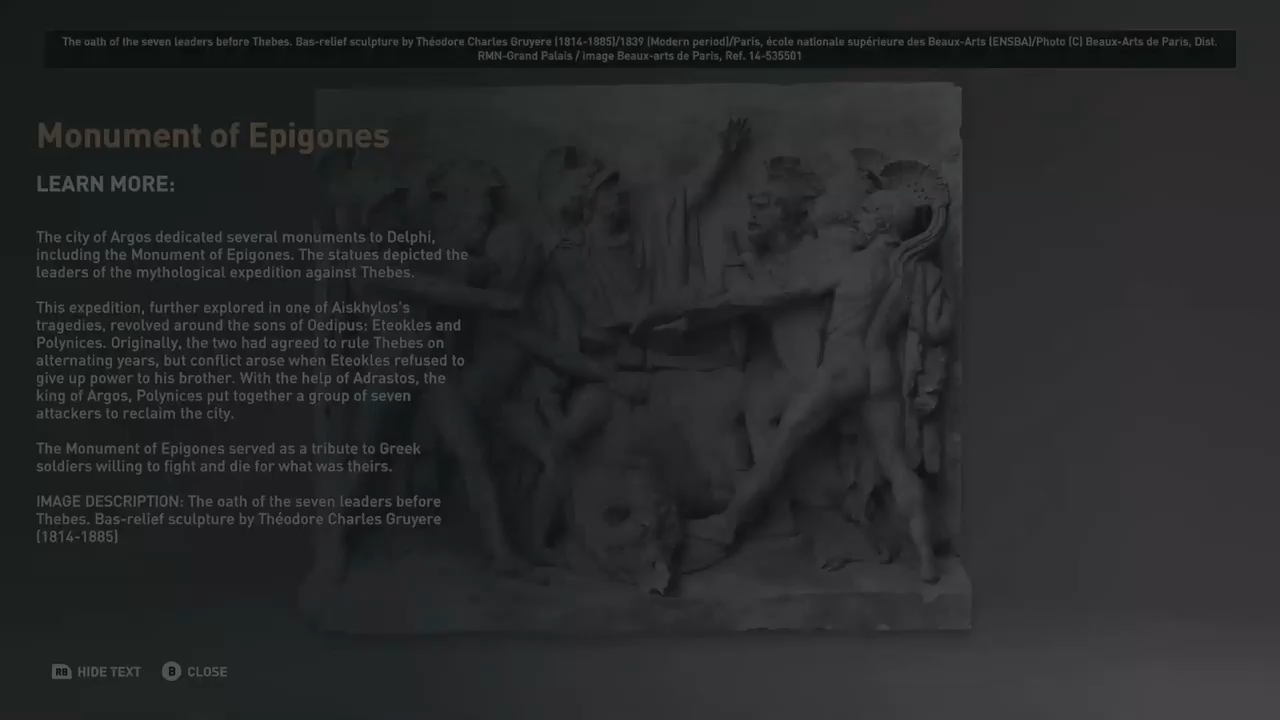 The oath of the seven leaders before Thebes. Bas-relief sculpture by Théodore Charles Gruyere (1814-1885)/1839 (Modern period)/Paris, école nationale supérieure des Beaux-Arts (ENSBA)/Photo (C) Beaux-Arts de Paris, Dist.
RMN-Grand Palais / image Beaux-arts de Paris, Ref. 14-535501
Monument of Epigones
LEARN MORE:
The city of Argos dedicated several monuments to Delphi,
including the Monument of Epigones. The statues depicted the
leaders of the mythological expedition against Thebes.
This expedition, further explored in one of Aiskhylos's
tragedies, revolved around the sons of Oedipus: Eteokles and
Polynices. Originally, the two had agreed to rule Thebes on
alternating years, but conflict arose when Eteokles refused to
give up power to his brother. With the help of Adrastos, the
king of Argos, Polynices put together a group of seven
attackers to reclaim the city.
The Monument of Epigones served as a tribute to Greek
soldiers willing to fight and die for what was theirs.
IMAGE DESCRIPTION: The oath of the seven leaders before
Thebes. Bas-relief sculpture by Théodore Charles Gruyere
(1814-1885)
RB HIDE TEXT B CLOSE